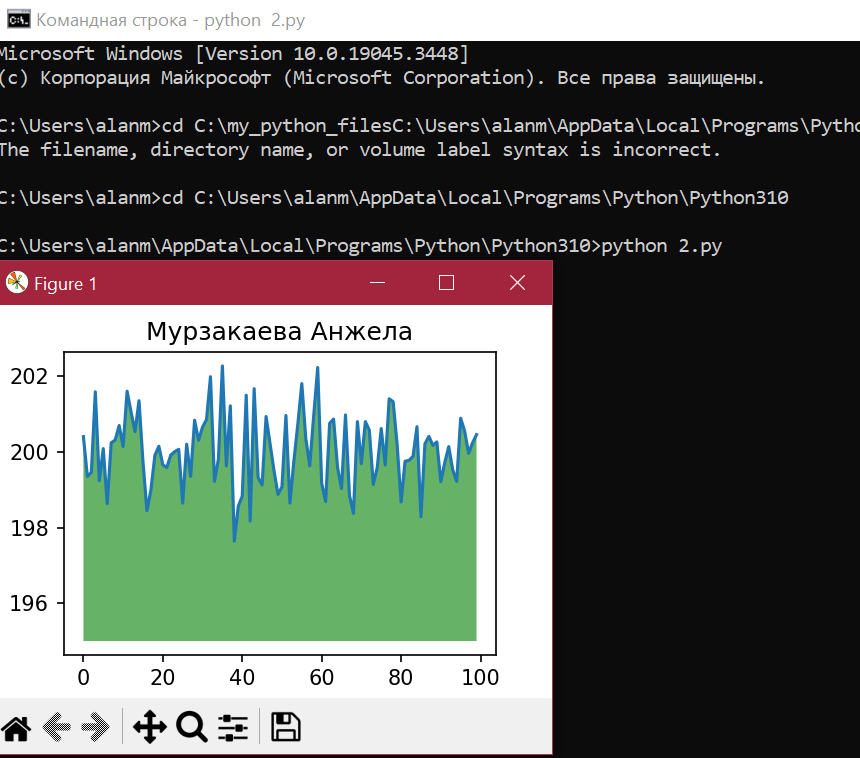 Командная строка - python  2.py
Microsoft Windows [Version 10.0.19045.3448]
(c) Корпорация Майкрософт (Microsoft Corporation). Все права защищены.
C:\Users\alanm>cd C:\my_python_filesC:\Users\alanm\AppData\Local\Programs\Pytho
The filename, directory name, or volume label syntax is incorrect.
C:\Users\alanm>cd C:\Users\alanm\AppData\Local\Programs\Python\Python310
C:\Users\alanm\AppData\Local\Programs\Python\Python310>python 2.py
Figure 1
Мурзакаева Анжела
202
200
198
196
0 20 40 60 80 100